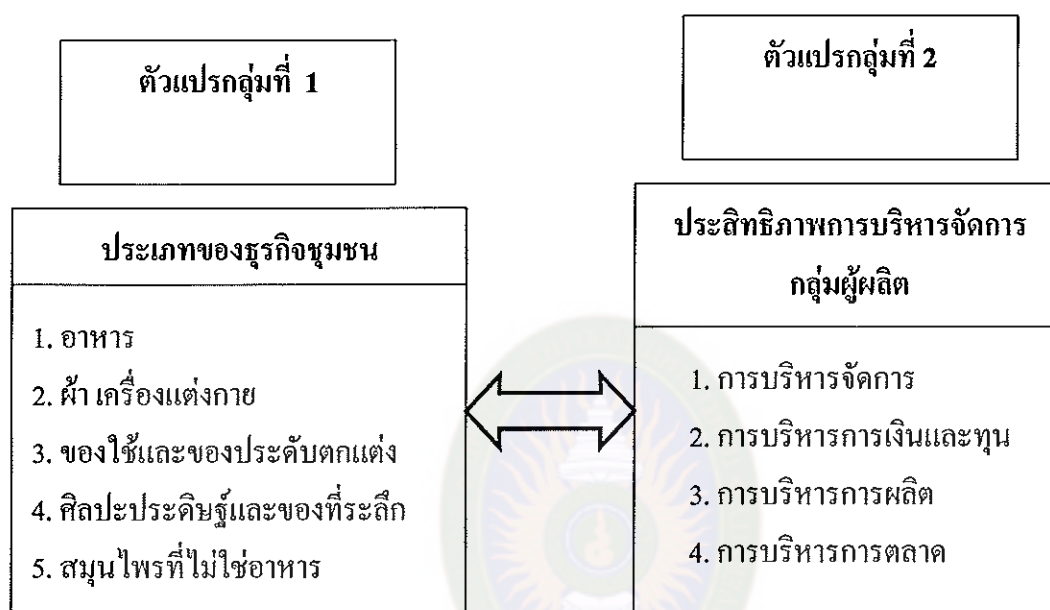 ตัวแปรกลุ่มที่ 1
ประเภทของธุรกิจชุมชน
1. อาหาร
2. ผ้า เครื่องแต่งกาย
3. ของใช้และของประดับตกแต่ง
4. ศิลปะประดิษฐ์และของที่ระลึก
5. สมุนไพรที่ไม่ใช่อาหาร
ตัวแปรกลุ่มที่ 2
ประสิทธิภาพการบริหารจัดการ
กลุ่มผู้ผลิต
1. การบริหารจัดการ
2. การบริหารการเงินและทุน
3. การบริหารการผลิต
4. การบริหารการตลาด